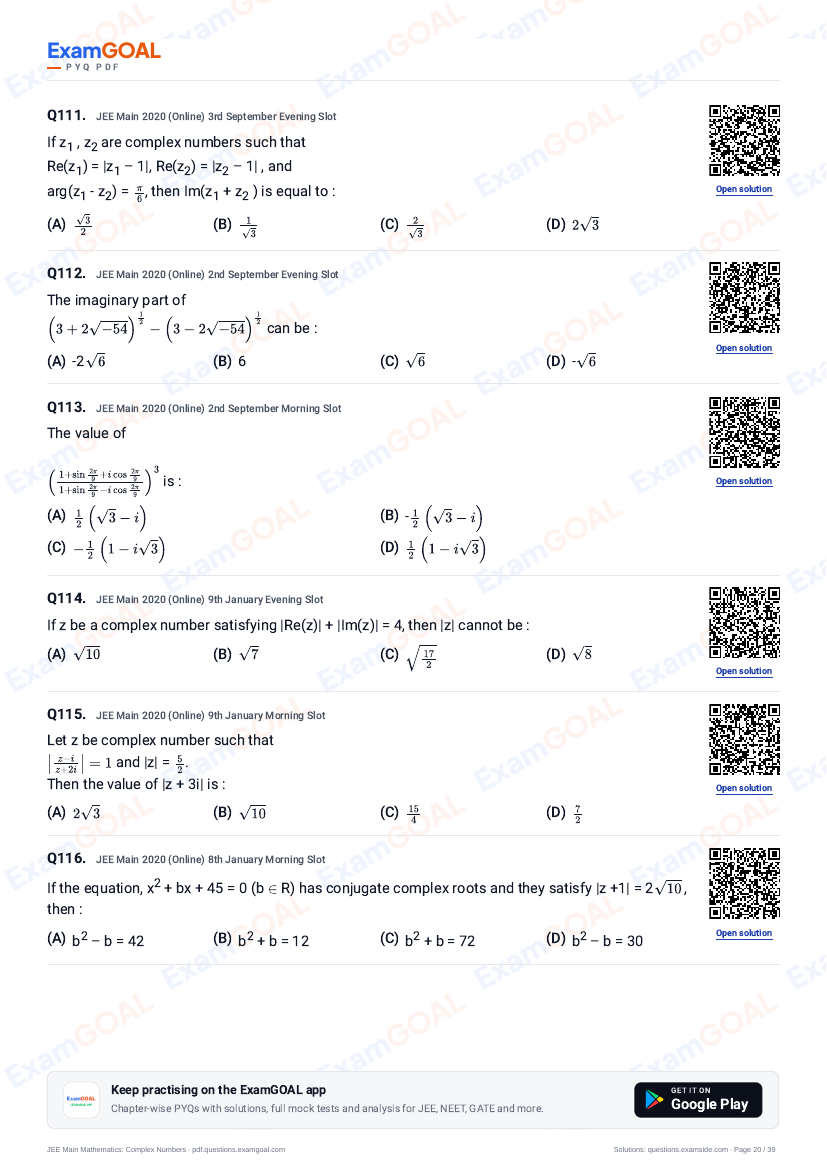 ExamGOAL
PYQ PDF
Q111. JEE Main 2020 (Online) 3rd September Evening Slot
If z₁ , z₂ are complex numbers such that
Re(z₁) = |z₁ − 1|, Re(z₂) = |z₂ − 1| , and
arg(z₁ - z₂) = π/6, then Im(z₁ + z₂ ) is equal to :
(A) √3/2 (B) 1/√3 (C) 2/√3 (D) 2√3
Open solution
Q112. JEE Main 2020 (Online) 2nd September Evening Slot
The imaginary part of
(3 + 2√−54)^(1/2) − (3 − 2√−54)^(1/2) can be :
(A) -2√6 (B) 6 (C) √6 (D) -√6
Open solution
Q113. JEE Main 2020 (Online) 2nd September Morning Slot
The value of
((1+sin 2π/9 +i cos 2π/9)/(1+sin 2π/9 −i cos 2π/9))³ is :
(A) 1/2 (√3 − i) (B) -1/2 (√3 − i)
(C) −1/2 (1 − i√3) (D) 1/2 (1 − i√3)
Open solution
Q114. JEE Main 2020 (Online) 9th January Evening Slot
If z be a complex number satisfying |Re(z)| + |Im(z)| = 4, then |z| cannot be :
(A) √10 (B) √7 (C) √(17/2) (D) √8
Open solution
Q115. JEE Main 2020 (Online) 9th January Morning Slot
Let z be complex number such that
|(z−i)/(z+2i)| = 1 and |z| = 5/2.
Then the value of |z + 3i| is :
(A) 2√3 (B) √10 (C) 15/4 (D) 7/2
Open solution
Q116. JEE Main 2020 (Online) 8th January Morning Slot
If the equation, x² + bx + 45 = 0 (b ∈ R) has conjugate complex roots and they satisfy |z +1| = 2√10 ,
then :
(A) b² − b = 42 (B) b² + b = 12 (C) b² + b = 72 (D) b² − b = 30
Open solution
ExamGOAL
Keep practising on the ExamGOAL app
Chapter-wise PYQs with solutions, full mock tests and analysis for JEE, NEET, GATE and more.
GET IT ON
Google Play
JEE Main Mathematics: Complex Numbers · pdf.questions.examgoal.com Solutions: questions.examside.com · Page 20 / 39